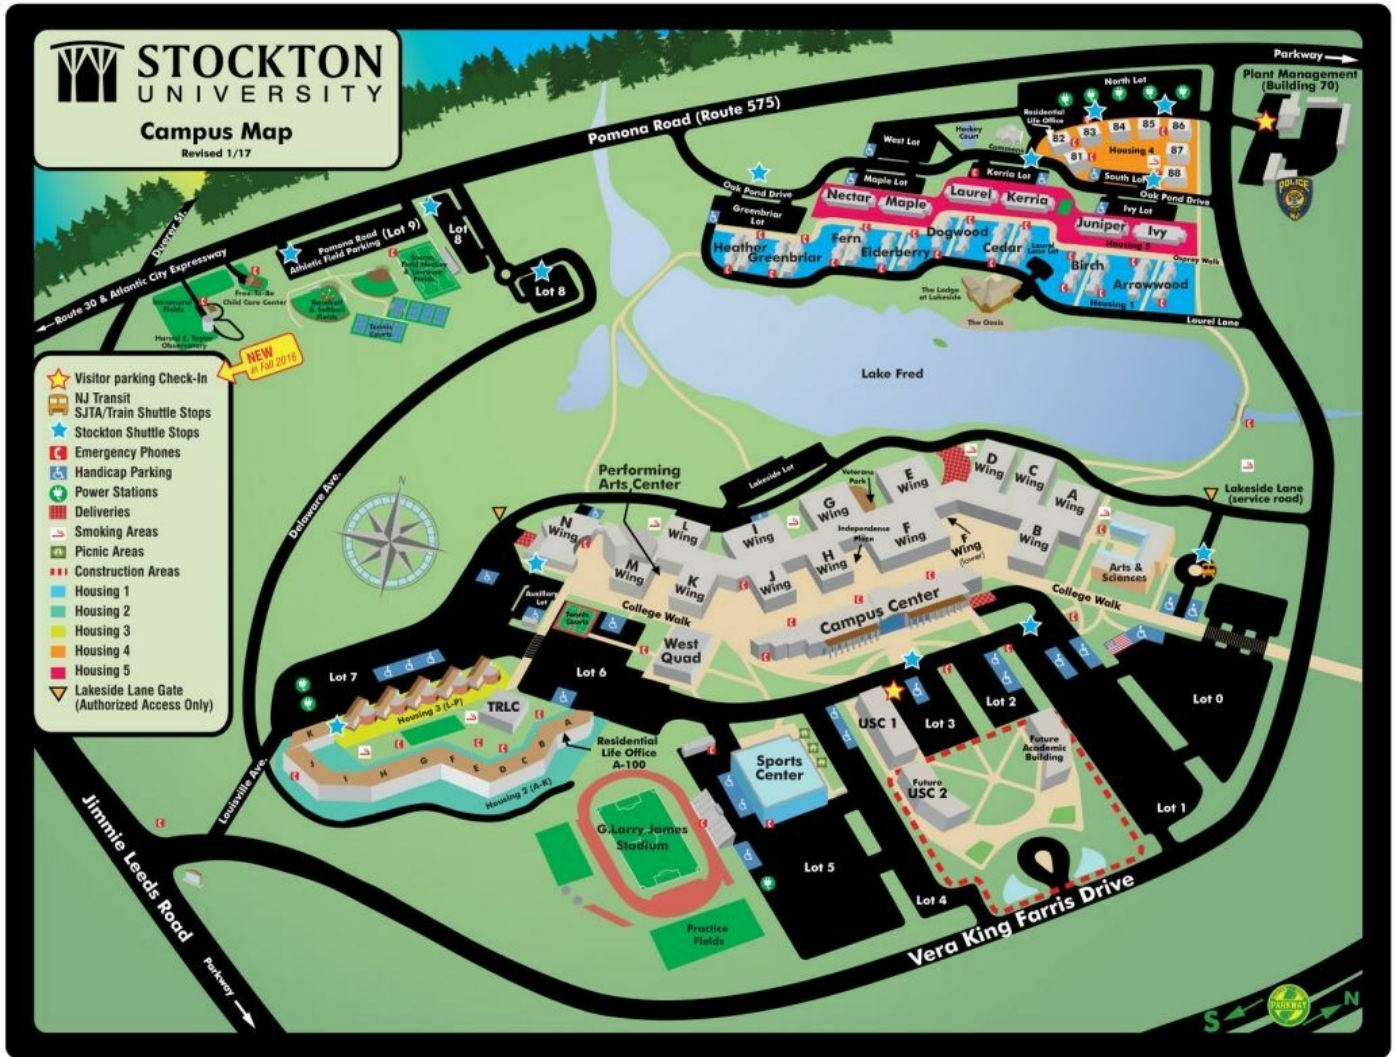 STOCKTON
UNIVERSITY
Campus Map
Revised 1/17
Pomona Road (Route 575)
Parkway
Plant Management
(Building 70)
POLICE
North Lot
Residential
Life Office
82
83
84
85
86
81
Housing 4
87
88
West Lot
Hockey
Court
Commons
Kerria Lot
South Lot
Oak Pond Drive
Maple Lot
Oak Pond Drive
Greenbriar
Lot
Nectar
Maple
Laurel
Kerria
Ivy Lot
Juniper
Ivy
Housing 5
Osprey Walk
Heather
Greenbriar
Fern
Elderberry
Dogwood
Cedar
Laurel
Lane Lot
Birch
Arrowwood
Housing 1
Laurel Lane
The Lodge
at Lakeside
The Oasis
Duerer St.
Route 30 & Atlantic City Expressway
Pomona Road (Lot 9)
Athletic Field Parking
Lot
8
Lot 8
Soccer,
Field Hockey
& Lacrosse
Fields
Free-To-Be
Child Care Center
Intramural
Fields
Baseball
& Softball
Fields
Tennis
Courts
Harold E. Taylor
Observatory
NEW
in Fall 2016
Visitor parking Check-In
NJ Transit
SJTA/Train Shuttle Stops
Stockton Shuttle Stops
Emergency Phones
Handicap Parking
Power Stations
Deliveries
Smoking Areas
Picnic Areas
Construction Areas
Housing 1
Housing 2
Housing 3
Housing 4
Housing 5
Lakeside Lane Gate
(Authorized Access Only)
Lake Fred
Delaware Ave.
N
Performing
Arts Center
Lakeside Lot
Veterans
Park
Independence
Plaza
Lakeside Lane
(service road)
N
Wing
M
Wing
L
Wing
K
Wing
I
Wing
J
Wing
G
Wing
H
Wing
E
Wing
F
Wing
F
Wing
(lower)
D
Wing
C
Wing
A
Wing
B
Wing
Arts &
Sciences
College Walk
College Walk
Campus Center
West
Quad
Auxiliary
Lot
Tennis
Courts
Lot 7
Lot 6
Housing 3 (L-P)
TRLC
K
J
I
H
G
F
E
D
C
B
A
Housing 2 (A-K)
Residential
Life Office
A-100
Louisville Ave.
Jimmie Leeds Road
Parkway
Sports
Center
G.Larry James
Stadium
Practice
Fields
USC 1
Future
USC 2
Future
Academic
Building
Lot 3
Lot 2
Lot 0
Lot 1
Lot 5
Lot 4
Vera King Farris Drive
S
PARKWAY
N